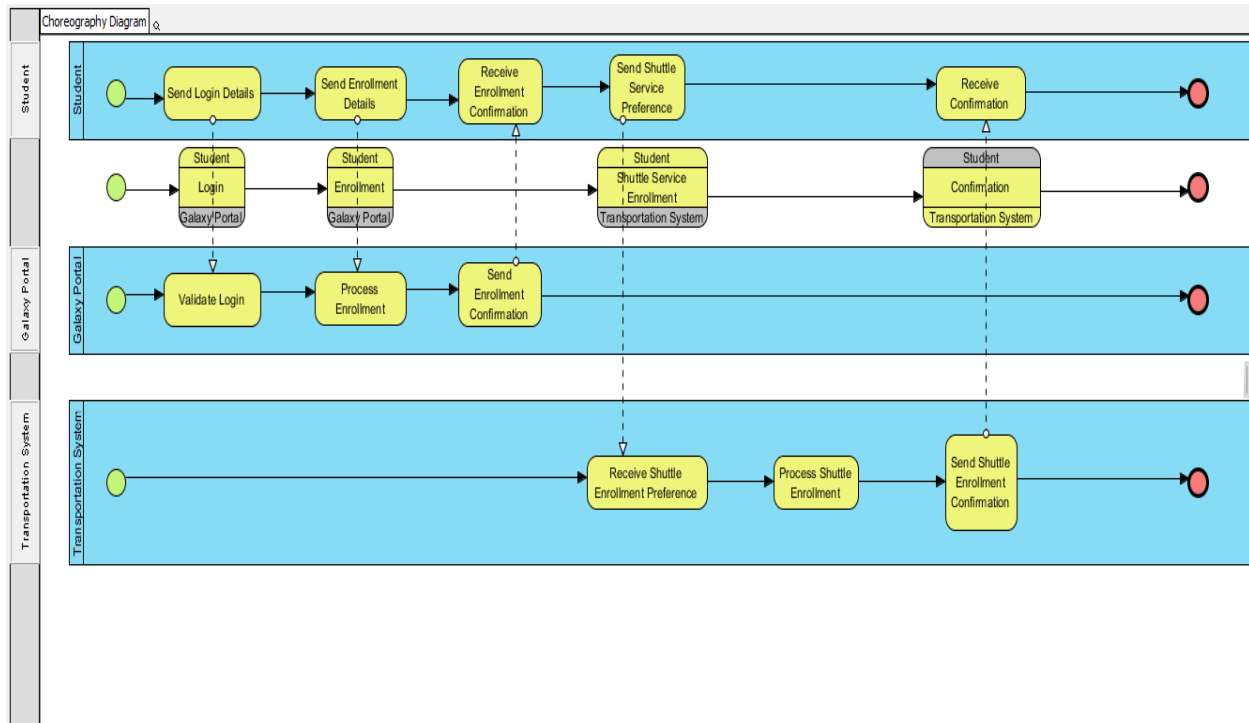 Choreography Diagram
Student
Student
Send Login Details
Send Enrollment
Details
Receive
Enrollment
Confirmation
Send Shuttle
Service
Preference
Receive
Confirmation
Student
Login
Galaxy Portal
Student
Enrollment
Galaxy Portal
Student
Shuttle Service
Enrollment
Transportation System
Student
Confirmation
Transportation System
Galaxy Portal
Galaxy Portal
Validate Login
Process
Enrollment
Send
Enrollment
Confirmation
Transportation System
Transportation System
Receive Shuttle
Enrollment Preference
Process Shuttle
Enrollment
Send Shuttle
Enrollment
Confirmation